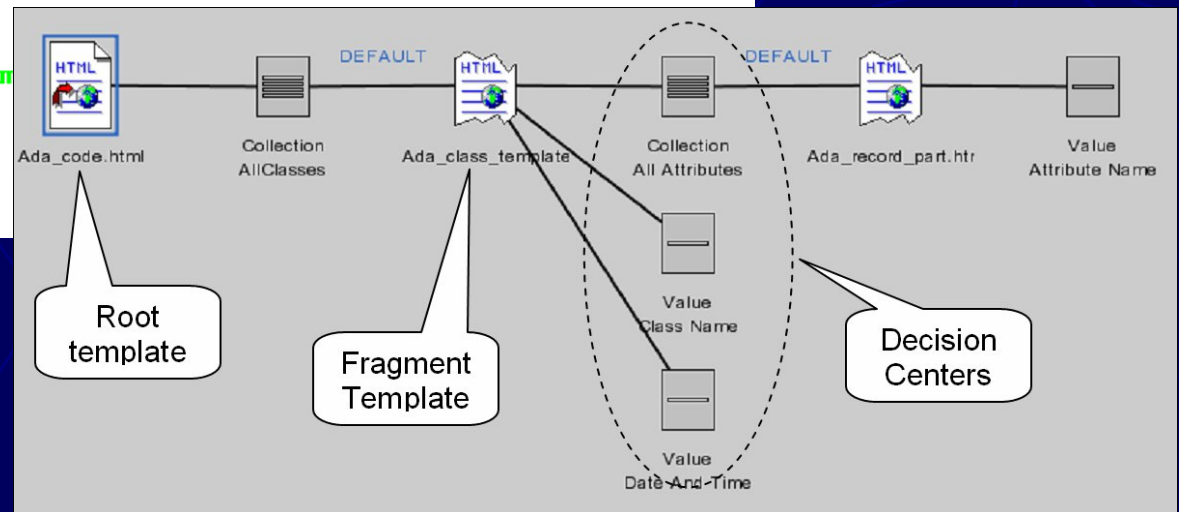 DEFAULT
DEFAULT
HTML
HTML
HTML
Ada_code.html
Collection
AllClasses
Ada_class_template
Collection
All Attributes
Ada_record_part.htr
Value
Attribute Name
Value
Class Name
Value
Date And Time
Root
template
Fragment
Template
Decision
Centers